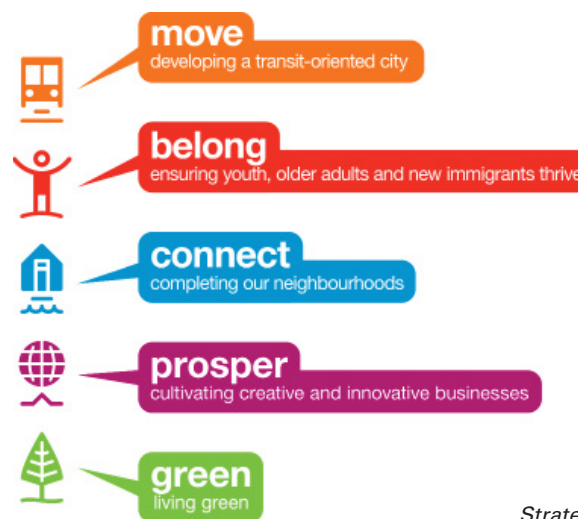 move
developing a transit-oriented city
belong
ensuring youth, older adults and new immigrants thrive
connect
completing our neighbourhoods
prosper
cultivating creative and innovative businesses
green
living green